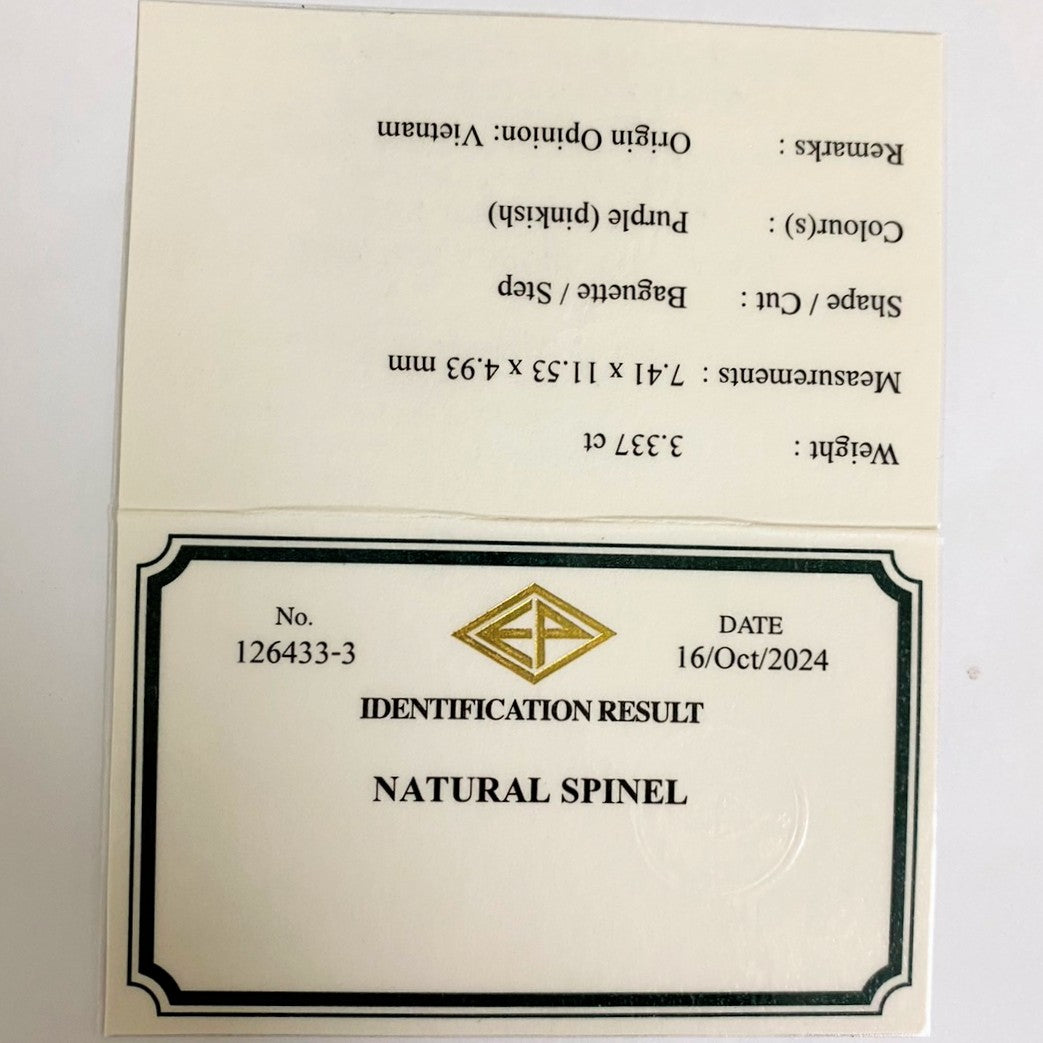 Weight : 3.337 ct
Measurements : 7.41 x 11.53 x 4.93 mm
Shape / Cut : Baguette / Step
Colour(s) : Purple (pinkish)
Remarks : Origin Opinion: Vietnam
No.
126433-3
EP
DATE
16/Oct/2024
IDENTIFICATION RESULT
NATURAL SPINEL